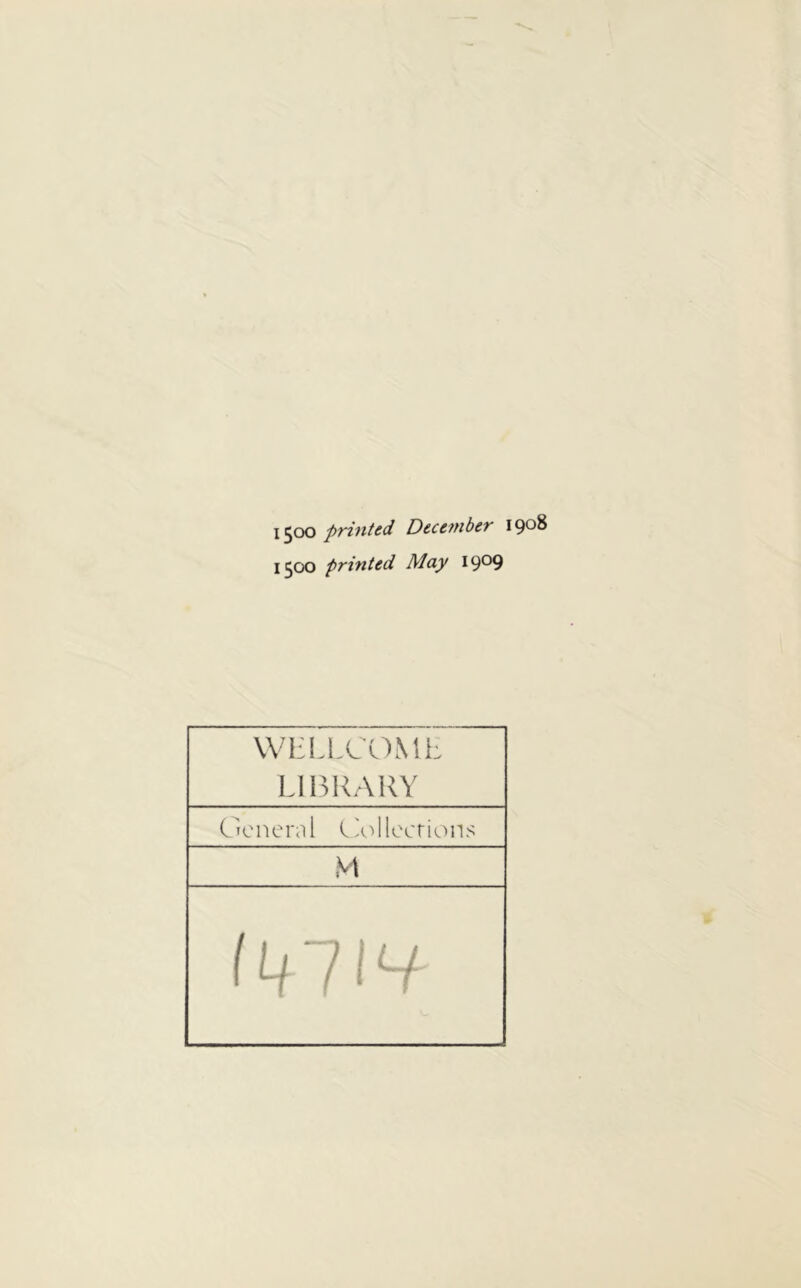 1500 printed December 1908
1500 printed May 1909
WELLCOME
LIBRARY
General Collections
M
14714